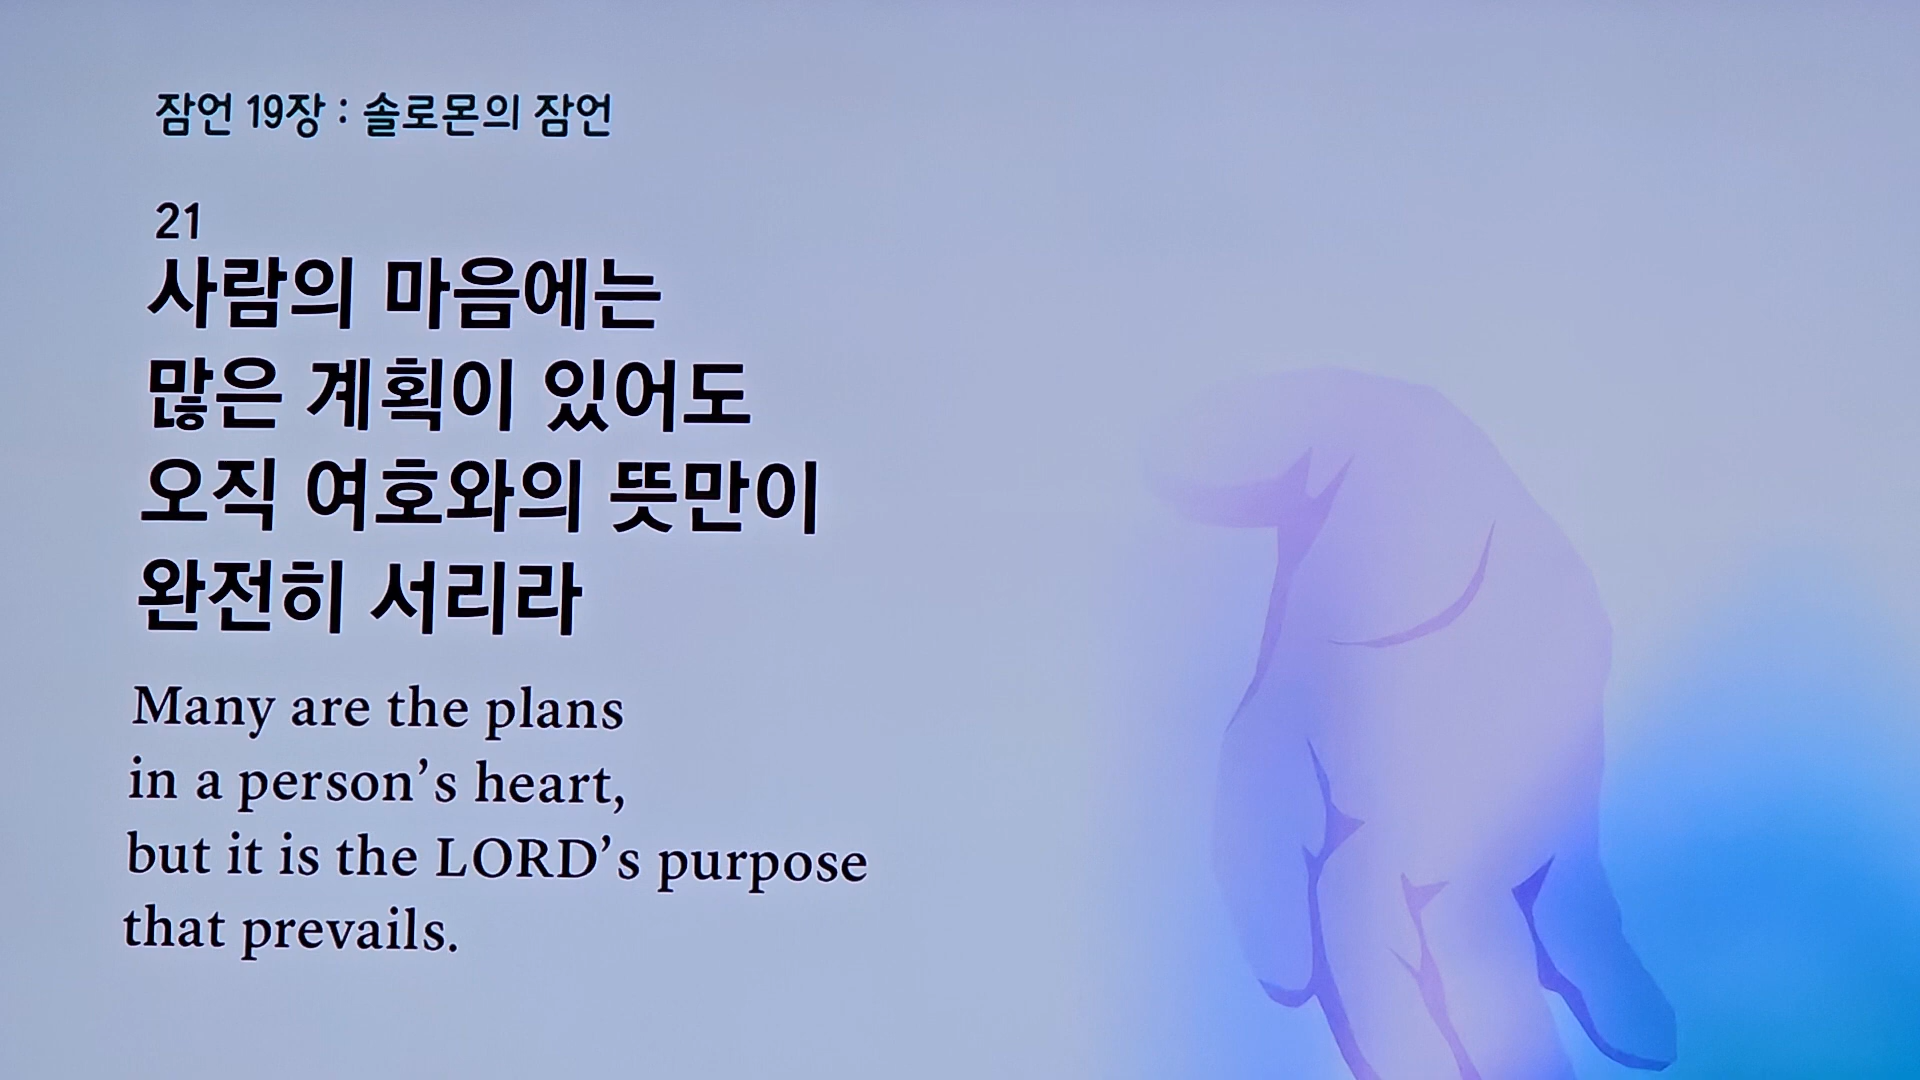 잠언 19장 : 솔로몬의 잠언
21
사람의 마음에는
많은 계획이 있어도
오직 여호와의 뜻만이
완전히 서리라
Many are the plans
in a person's heart,
but it is the LORD's purpose
that prevails.